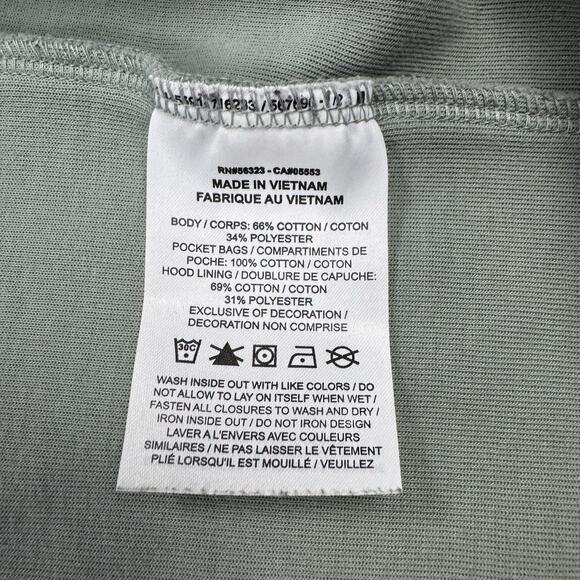 RN#56323 - CA#05553
MADE IN VIETNAM
FABRIQUE AU VIETNAM
BODY / CORPS: 66% COTTON / COTON
34% POLYESTER
POCKET BAGS / COMPARTIMENTS DE
POCHE: 100% COTTON / COTON
HOOD LINING / DOUBLURE DE CAPUCHE:
69% COTTON / COTON
31% POLYESTER
EXCLUSIVE OF DECORATION /
DECORATION NON COMPRISE
30C
WASH INSIDE OUT WITH LIKE COLORS / DO
NOT ALLOW TO LAY ON ITSELF WHEN WET /
FASTEN ALL CLOSURES TO WASH AND DRY /
IRON INSIDE OUT / DO NOT IRON DESIGN
LAVER A L'ENVERS AVEC COULEURS
SIMILAIRES / NE PAS LAISSER LE VÊTEMENT
PLIÉ LORSQU'IL EST MOUILLÉ / VEUILLEZ